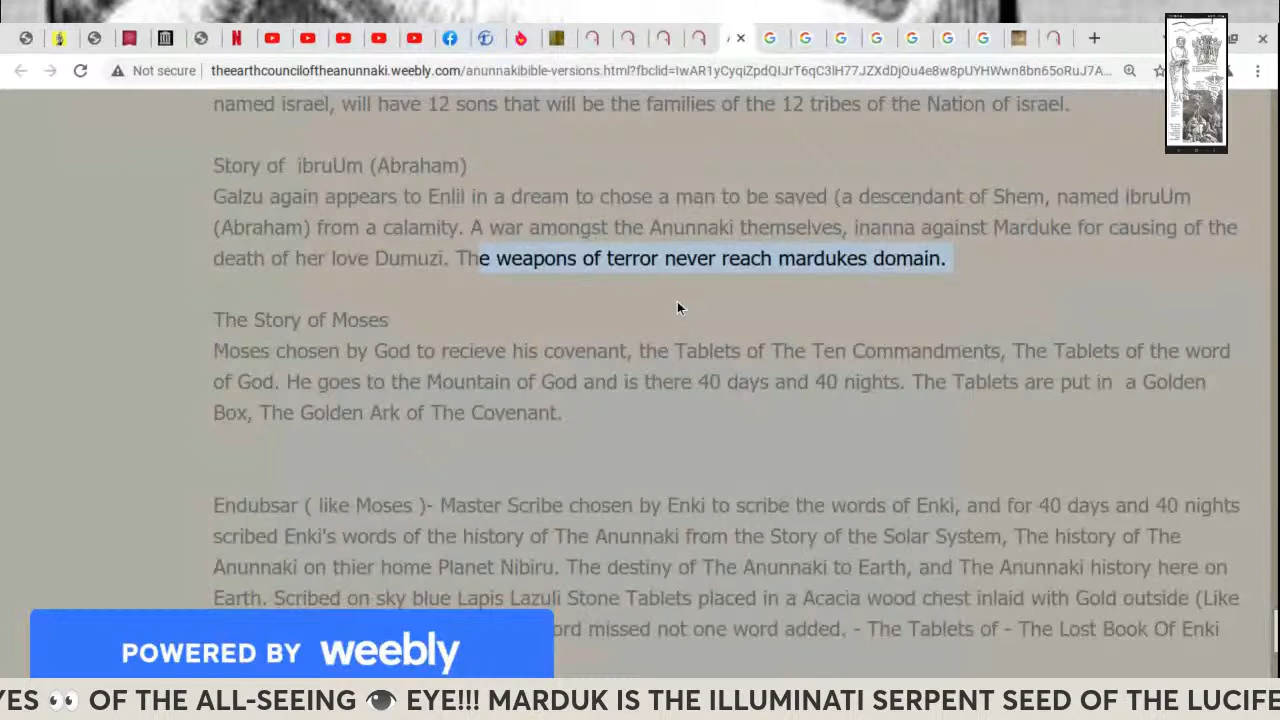 Not secure
theearthcounciloftheanunnaki.weebly.com/anunnakibible-versions.html?fbclid=
named israel, will have 12 sons that will be the families of the 12 tribes of the Nation of israel.
Story of ibruUm (Abraham)
Galzu again appears to Enlil in a dream to chose a man to be saved (a descendant of Shem, named ibruUm
(Abraham) from a calamity. A war amongst the Anunnaki themselves, inanna against Marduke for causing of the
death of her love Dumuzi. The weapons of terror never reach mardukes domain.
The Story of Moses
Moses chosen by God to recieve his covenant, the Tablets of The Ten Commandments, The Tablets of the word
of God. He goes to the Mountain of God and is there 40 days and 40 nights. The Tablets are put in a Golden
Box, The Golden Ark of The Covenant.
Endubsar ( like Moses )- Master Scribe chosen by Enki to scribe the words of Enki, and for 40 days and 40 nights
scribed Enki's words of the history of The Anunnaki from the Story of the Solar System, The history of The
Anunnaki on thier home Planet Nibiru. The destiny of The Anunnaki to Earth, and The Anunnaki history here on
Earth. Scribed on sky blue Lapis Lazuli Stone Tablets placed in a Acacia wood chest inlaid with Gold outside (Like
ord missed not one word added. - The Tablets of - The Lost Book Of Enki
POWERED BY weebly
YES 👀 OF THE ALL-SEEING 👁 EYE!!! MARDUK IS THE ILLUMINATI SERPENT SEED OF THE LUCIFE